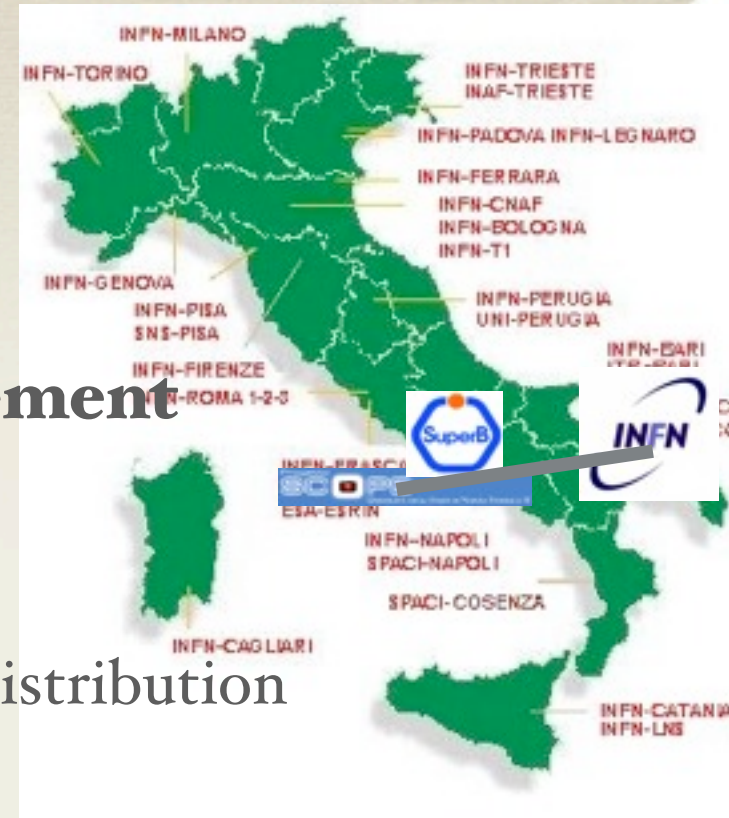 INFN-MILANO
INFN-TORINO
INFN-TRIESTE
INAF-TRIESTE
INFN-PADOVA INFN-LEGNARO
INFN-FERRARA
INFN-CNAF
INFN-BOLOGNA
INFN-T1
INFN-GENOVA
INFN-PISA
SNS-PISA
INFN-PERUGIA
UNI-PERUGIA
INFN-FIRENZE
INFN-BARI
ement
-ROMA 1-2-3
SuperB
INFN
ESA-ESRIN
INFN-NAPOLI
SPACI-NAPOLI
SPACI-COSENZA
INFN-CAGLIARI
istribution
INFN-CATANIA
INFN-LNS